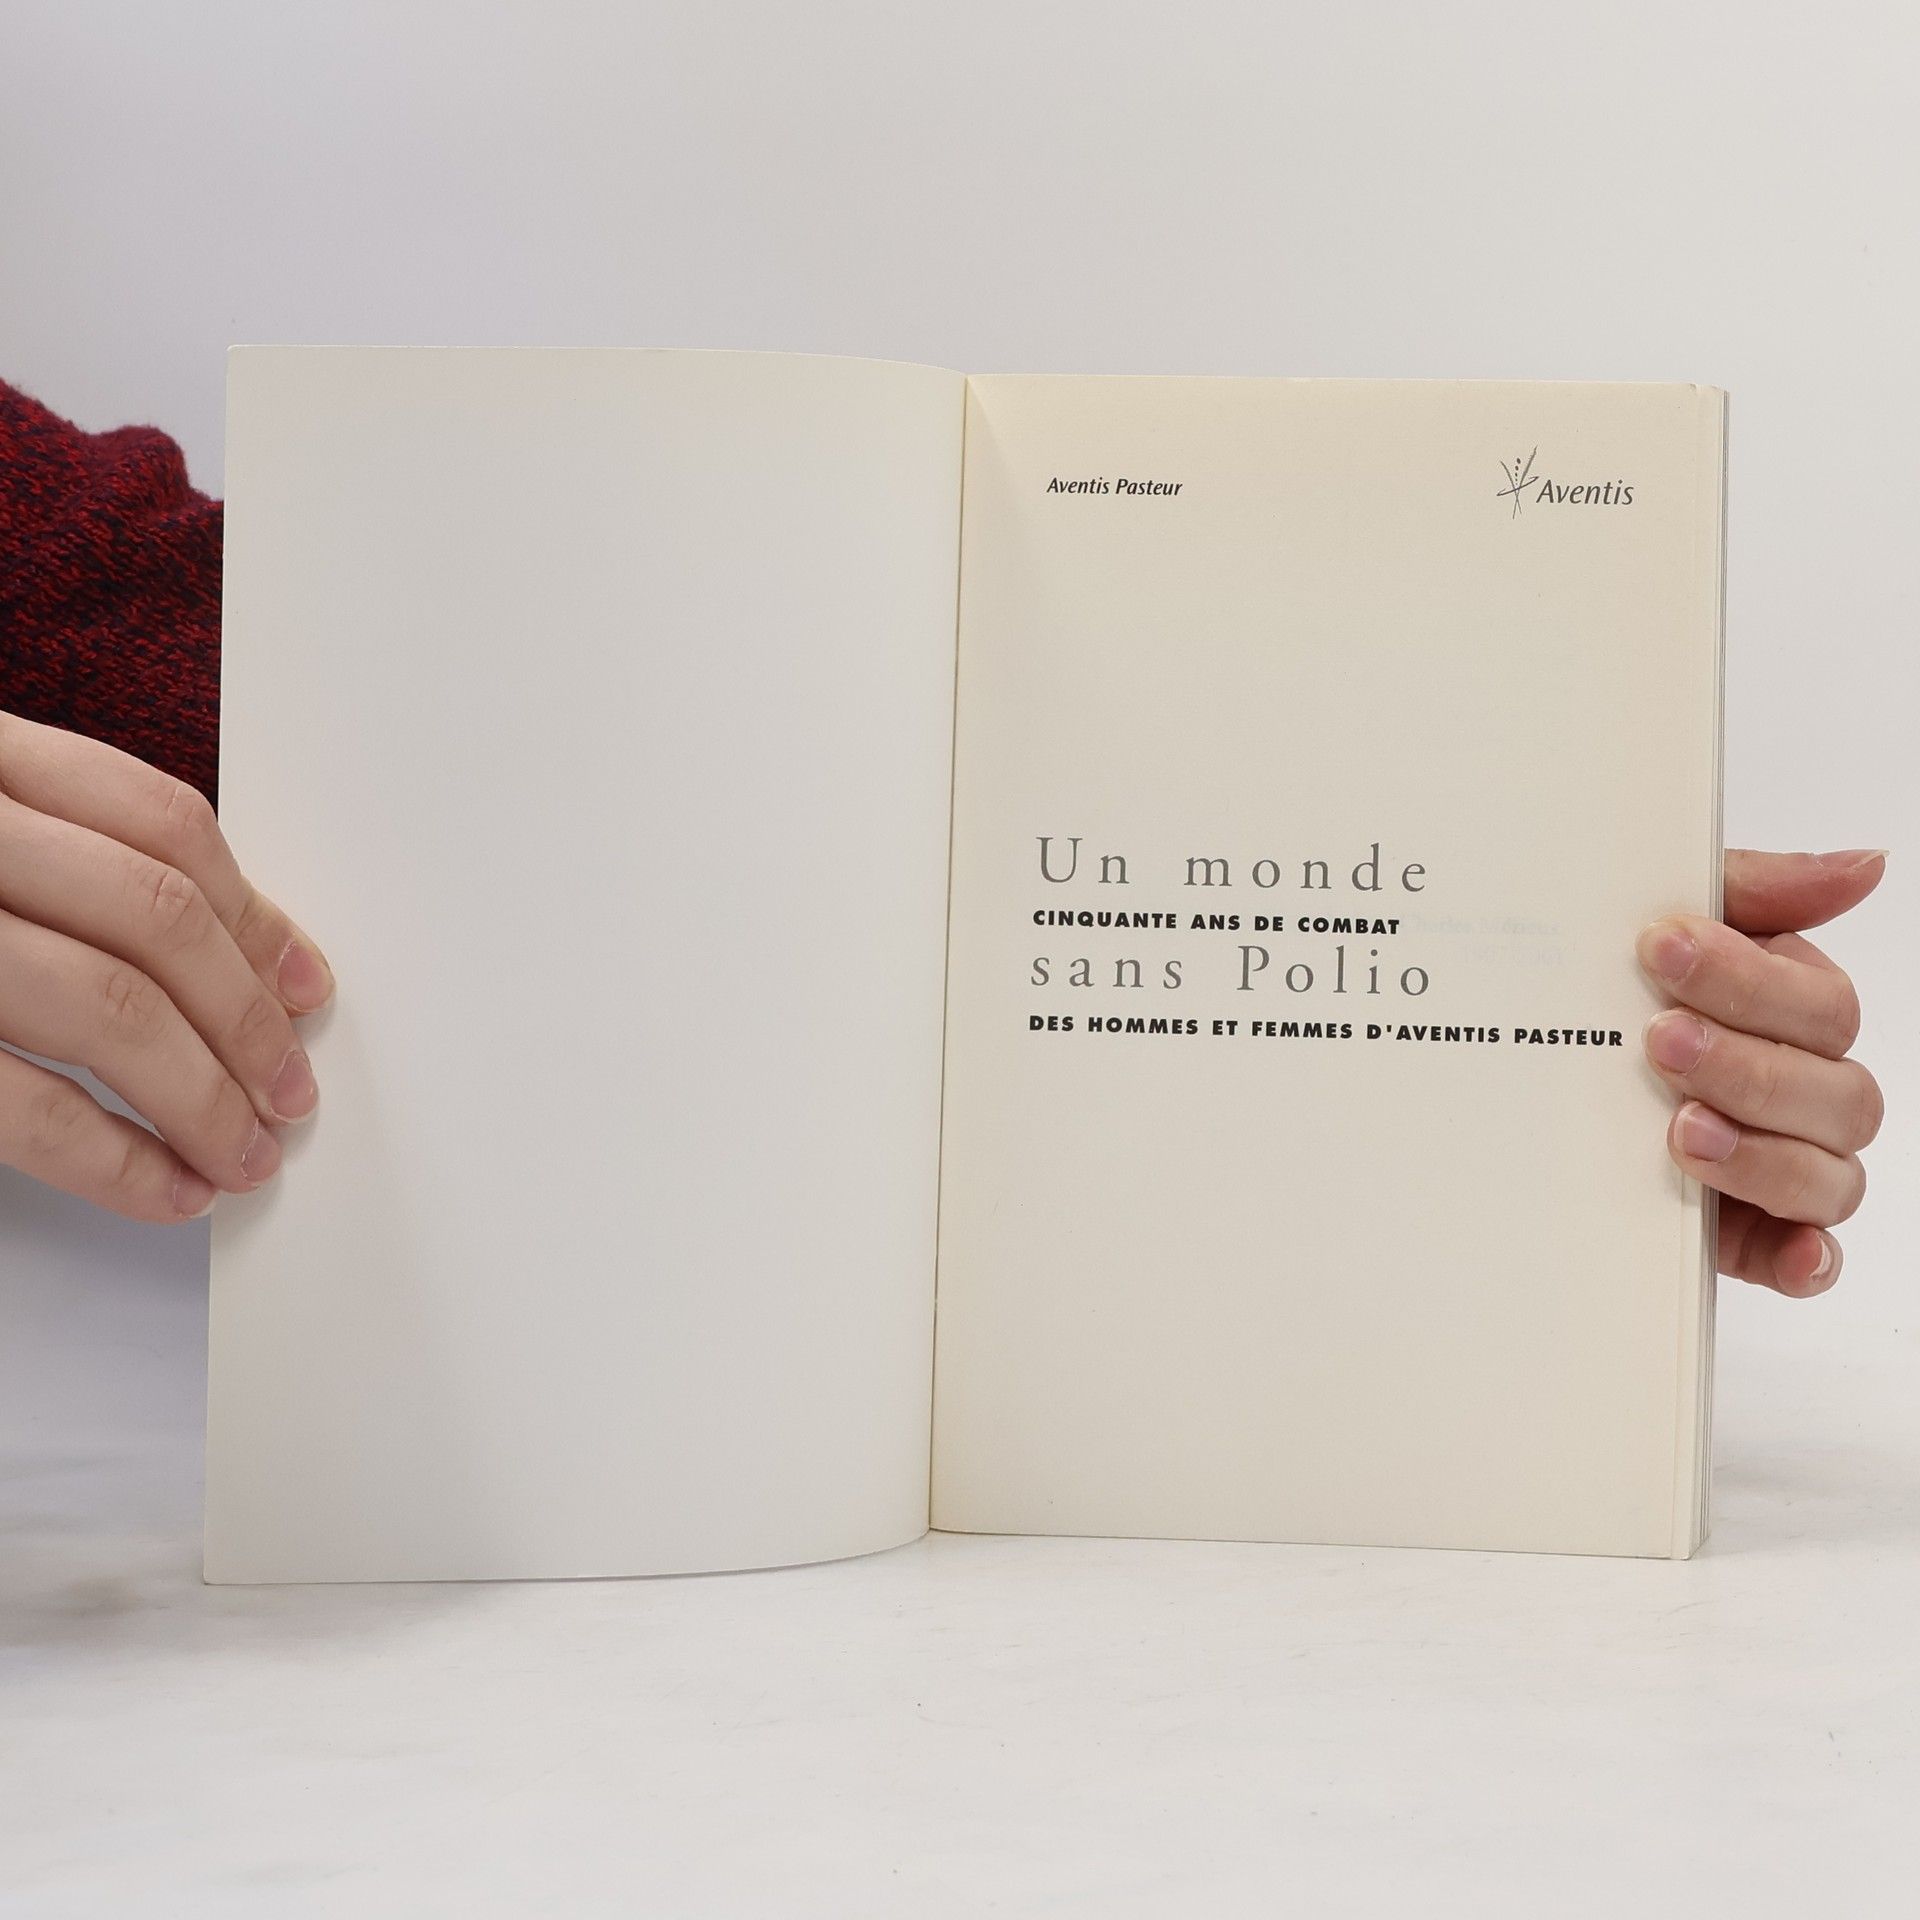 Aventis Pasteur
Aventis
Un monde
CINQUANTE ANS DE COMBAT
sans Polio
DES HOMMES ET FEMMES D'AVENTIS PASTEUR